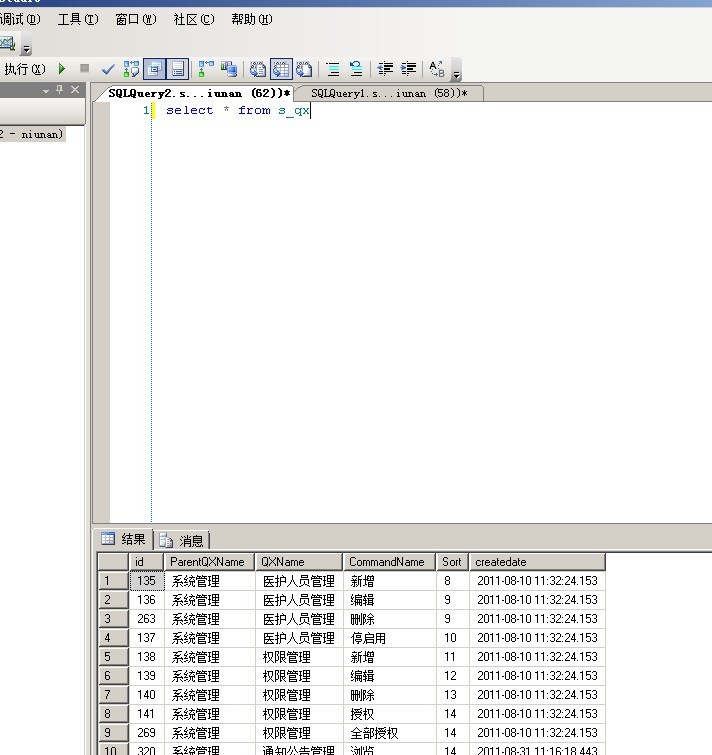 调试(D) 工具(T) 窗口(W) 社区(C) 帮助(H)
执行(X)
SQLQuery2.s...iunan (62))* SQLQuery1.s...iunan (58))*
2 - niunan)
1 select * from s_qx
结果 消息
id ParentQXName QXName CommandName Sort createdate
1 135 系统管理 医护人员管理 新增 8 2011-08-10 11:32:24.153
2 136 系统管理 医护人员管理 编辑 9 2011-08-10 11:32:24.153
3 263 系统管理 医护人员管理 删除 9 2011-08-10 11:32:24.153
4 137 系统管理 医护人员管理 停启用 10 2011-08-10 11:32:24.153
5 138 系统管理 权限管理 新增 11 2011-08-10 11:32:24.153
6 139 系统管理 权限管理 编辑 12 2011-08-10 11:32:24.153
7 140 系统管理 权限管理 删除 13 2011-08-10 11:32:24.153
8 141 系统管理 权限管理 授权 14 2011-08-10 11:32:24.153
9 269 系统管理 权限管理 全部授权 14 2011-08-10 11:32:24.153
10 320 系统管理 通知公告管理 浏览 14 2011-08-31 11:16:18.443